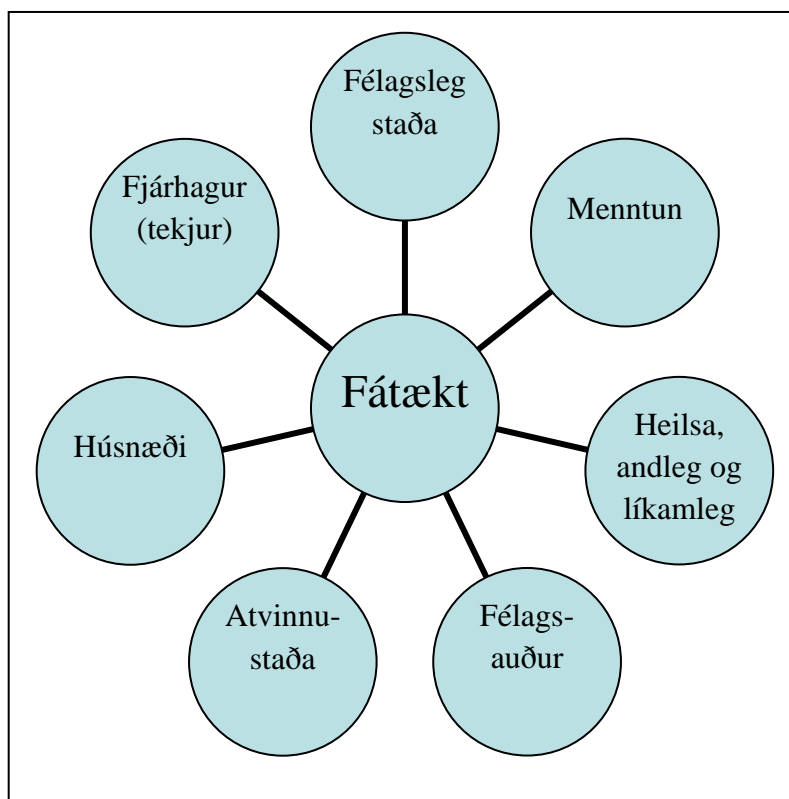 Félagsleg
staða
Menntun
Heilsa,
andleg og
líkamleg
Félags-
auður
Atvinnu-
staða
Húsnæði
Fjárhagur
(tekjur)
Fátækt